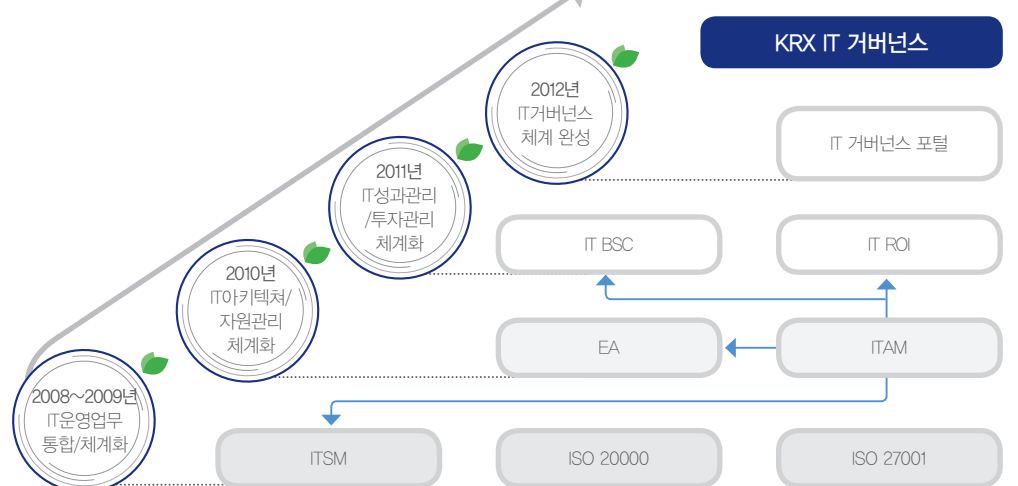 KRX IT 거버넌스
2012년
IT거버넌스
체계 완성
IT 거버넌스 포털
2011년
IT성과관리
/투자관리
체계화
IT BSC
IT ROI
2010년
IT아키텍쳐/
자원관리
체계화
EA
ITAM
2008~2009년
IT운영업무
통합/체계화
ITSM
ISO 20000
ISO 27001